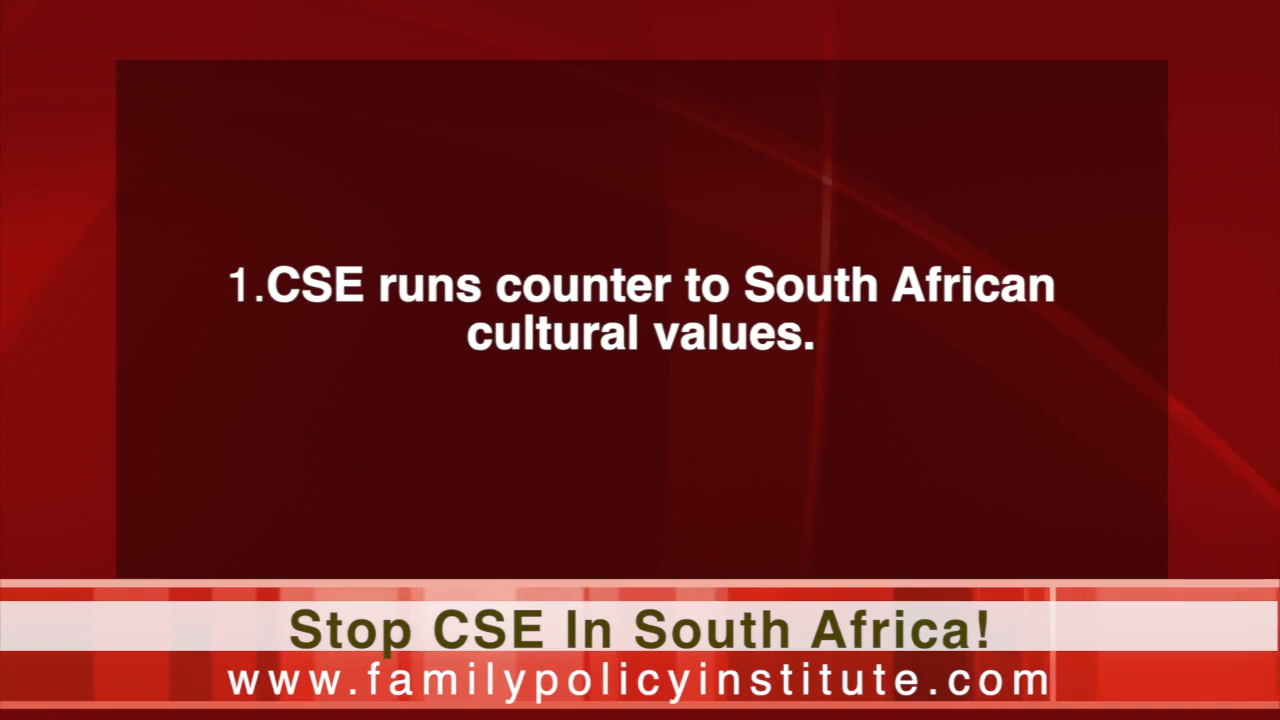 1.CSE runs counter to South African
cultural values.
Stop CSE In South Africa!
www.familypolicyinstitute.com